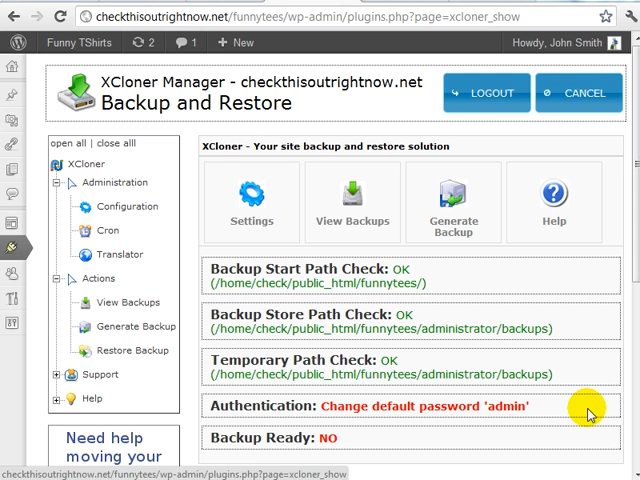 checkthisoutrightnow.net/funnytees/wp-admin/plugins.php?page=xcloner_show
Funny TShirts
2
1
+ New
Howdy, John Smith
XCloner Manager - checkthisoutrightnow.net
Backup and Restore
LOGOUT
CANCEL
open all | close alll
XCloner
Administration
Configuration
Cron
Translator
Actions
View Backups
Generate Backup
Restore Backup
Support
Help
Need help
moving your
XCloner - Your site backup and restore solution
Settings
View Backups
Generate
Backup
Help
Backup Start Path Check: OK
(/home/check/public_html/funnytees/)
Backup Store Path Check: OK
(/home/check/public_html/funnytees/administrator/backups)
Temporary Path Check: OK
(/home/check/public_html/funnytees/administrator/backups)
Authentication: Change default password 'admin'
Backup Ready: NO
checkthisoutrightnow.net/funnytees/wp-admin/plugins.php?page=xcloner_show